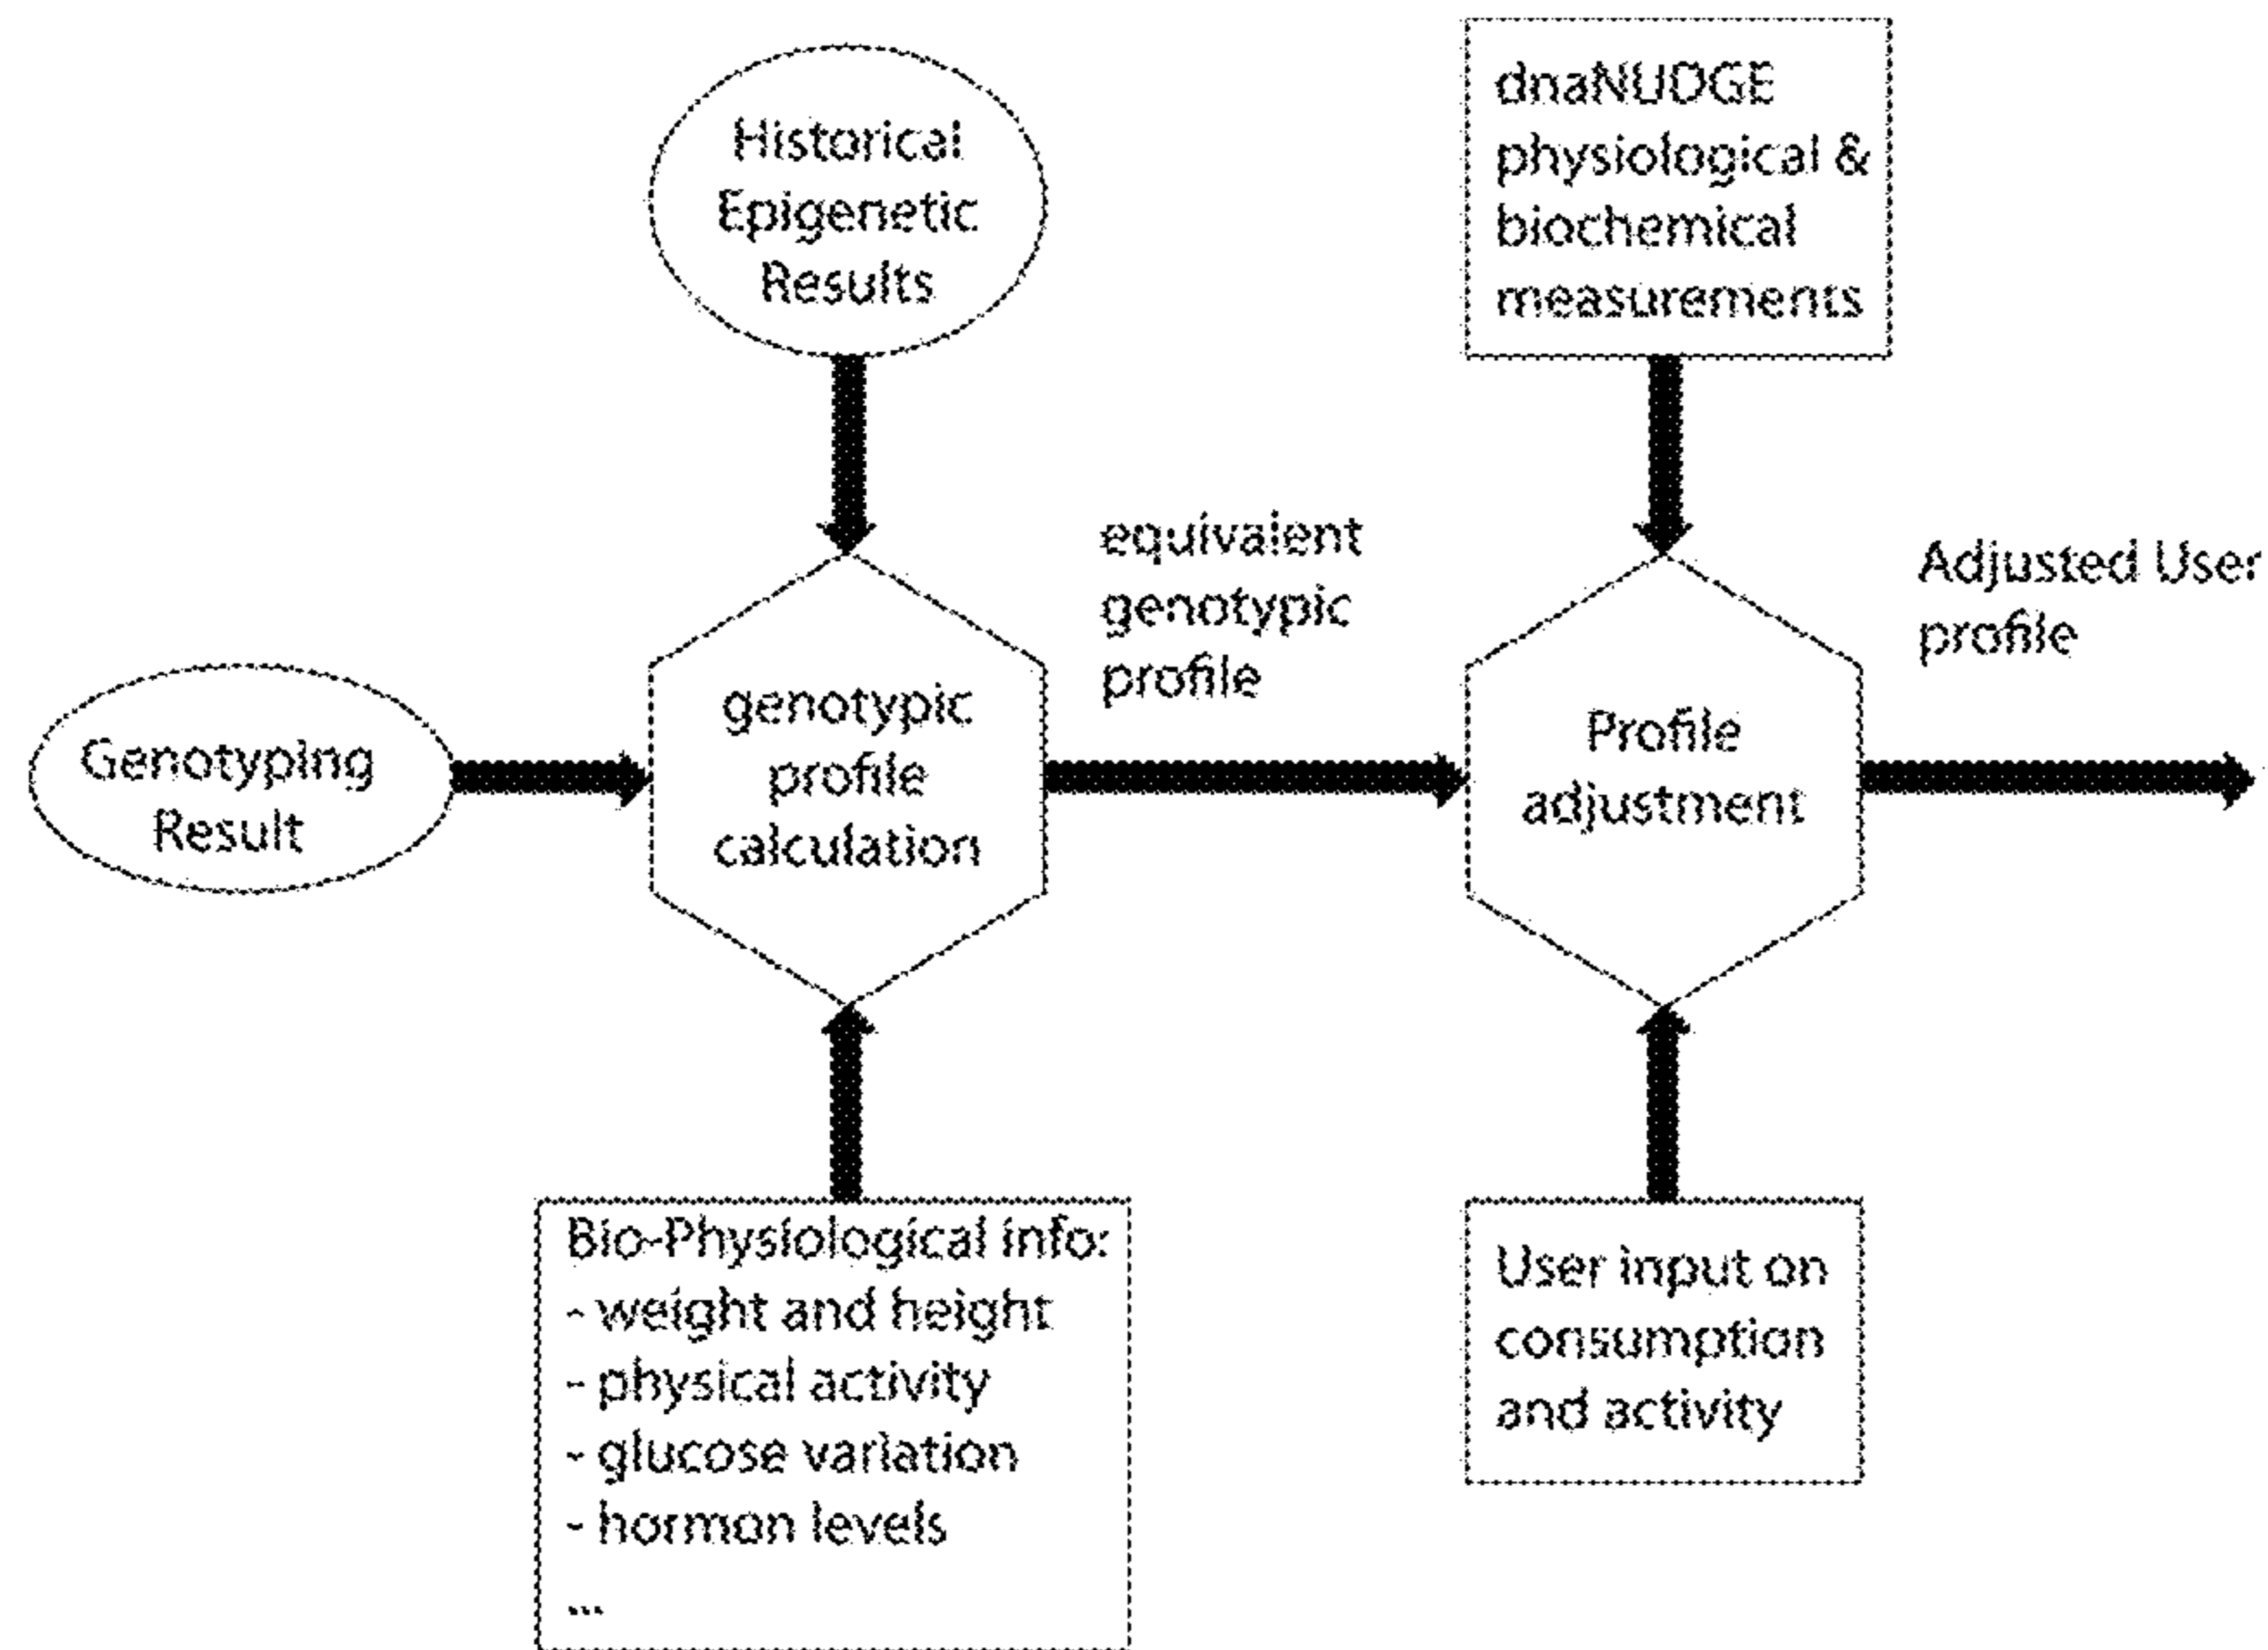 Historical
Epigenetic
Results
dnaNUDGE
physiological &
biochemical
measurements
equivalent
genotypic
profile
Adjusted User
profile
Genotyping
Result
genotypic
profile
calculation
Profile
adjustment
Bio-Physiological info:
- weight and height
- physical activity
- glucose variation
- hormon levels
...
User input on
consumption
and activity